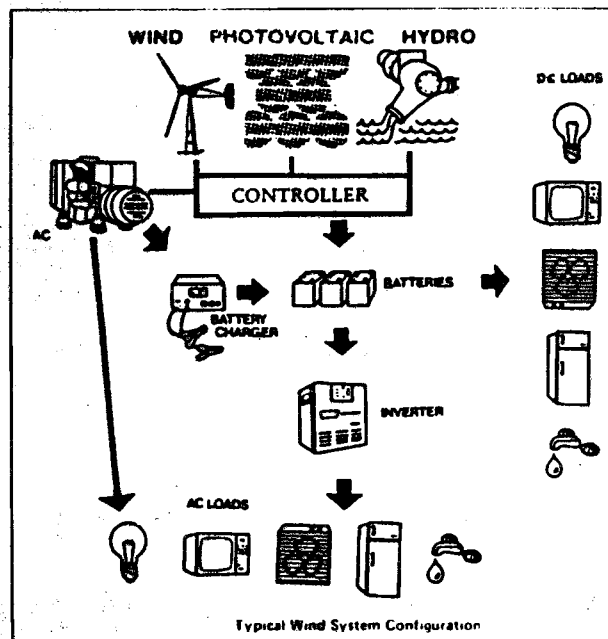 WIND PHOTOVOLTAIC HYDRO
DC LOADS
CONTROLLER
AC
BATTERIES
BATTERY
CHARGER
INVERTER
AC LOADS
Typical Wind System Configuration